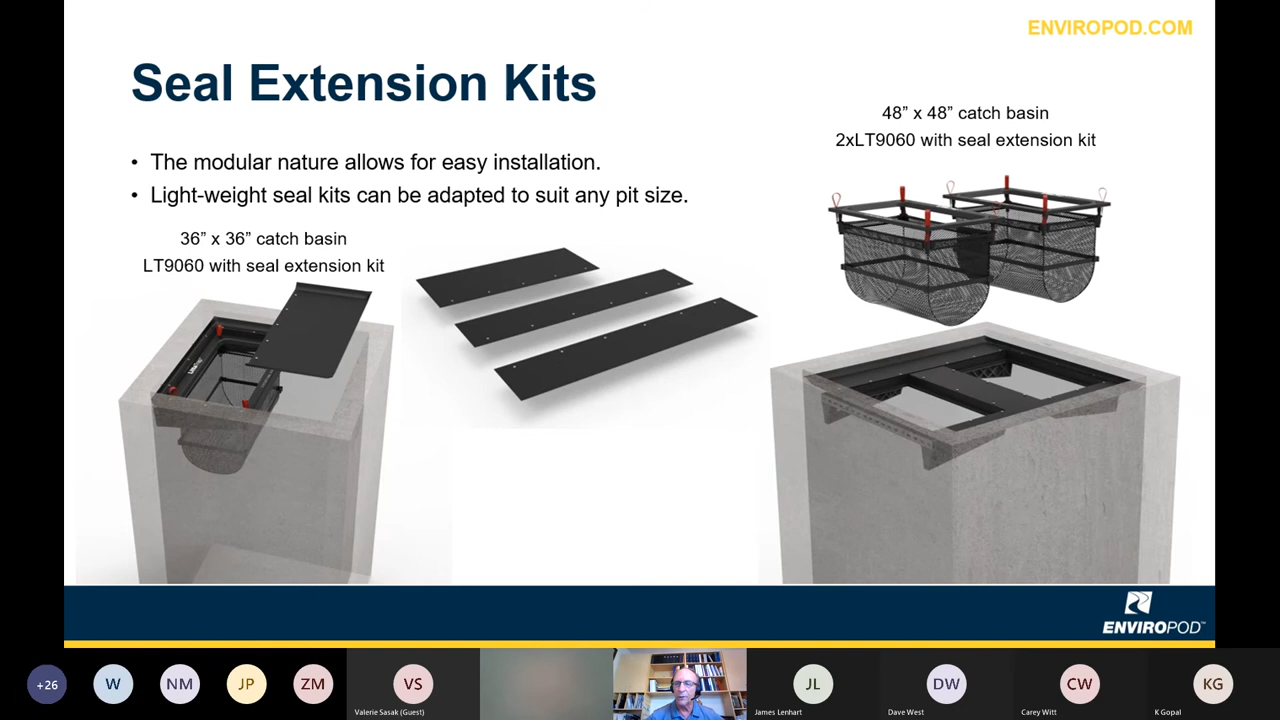 ENVIROPOD.COM
Seal Extension Kits
48” x 48” catch basin
2xLT9060 with seal extension kit
• The modular nature allows for easy installation.
• Light-weight seal kits can be adapted to suit any pit size.
36” x 36” catch basin
LT9060 with seal extension kit
ENVIROPOD™
+26
W
NM
JP
ZM
VS
JL
DW
CW
KG
Valerie Sasak (Guest)
James Lenhart
Dave West
Carey Witt
K Gopal